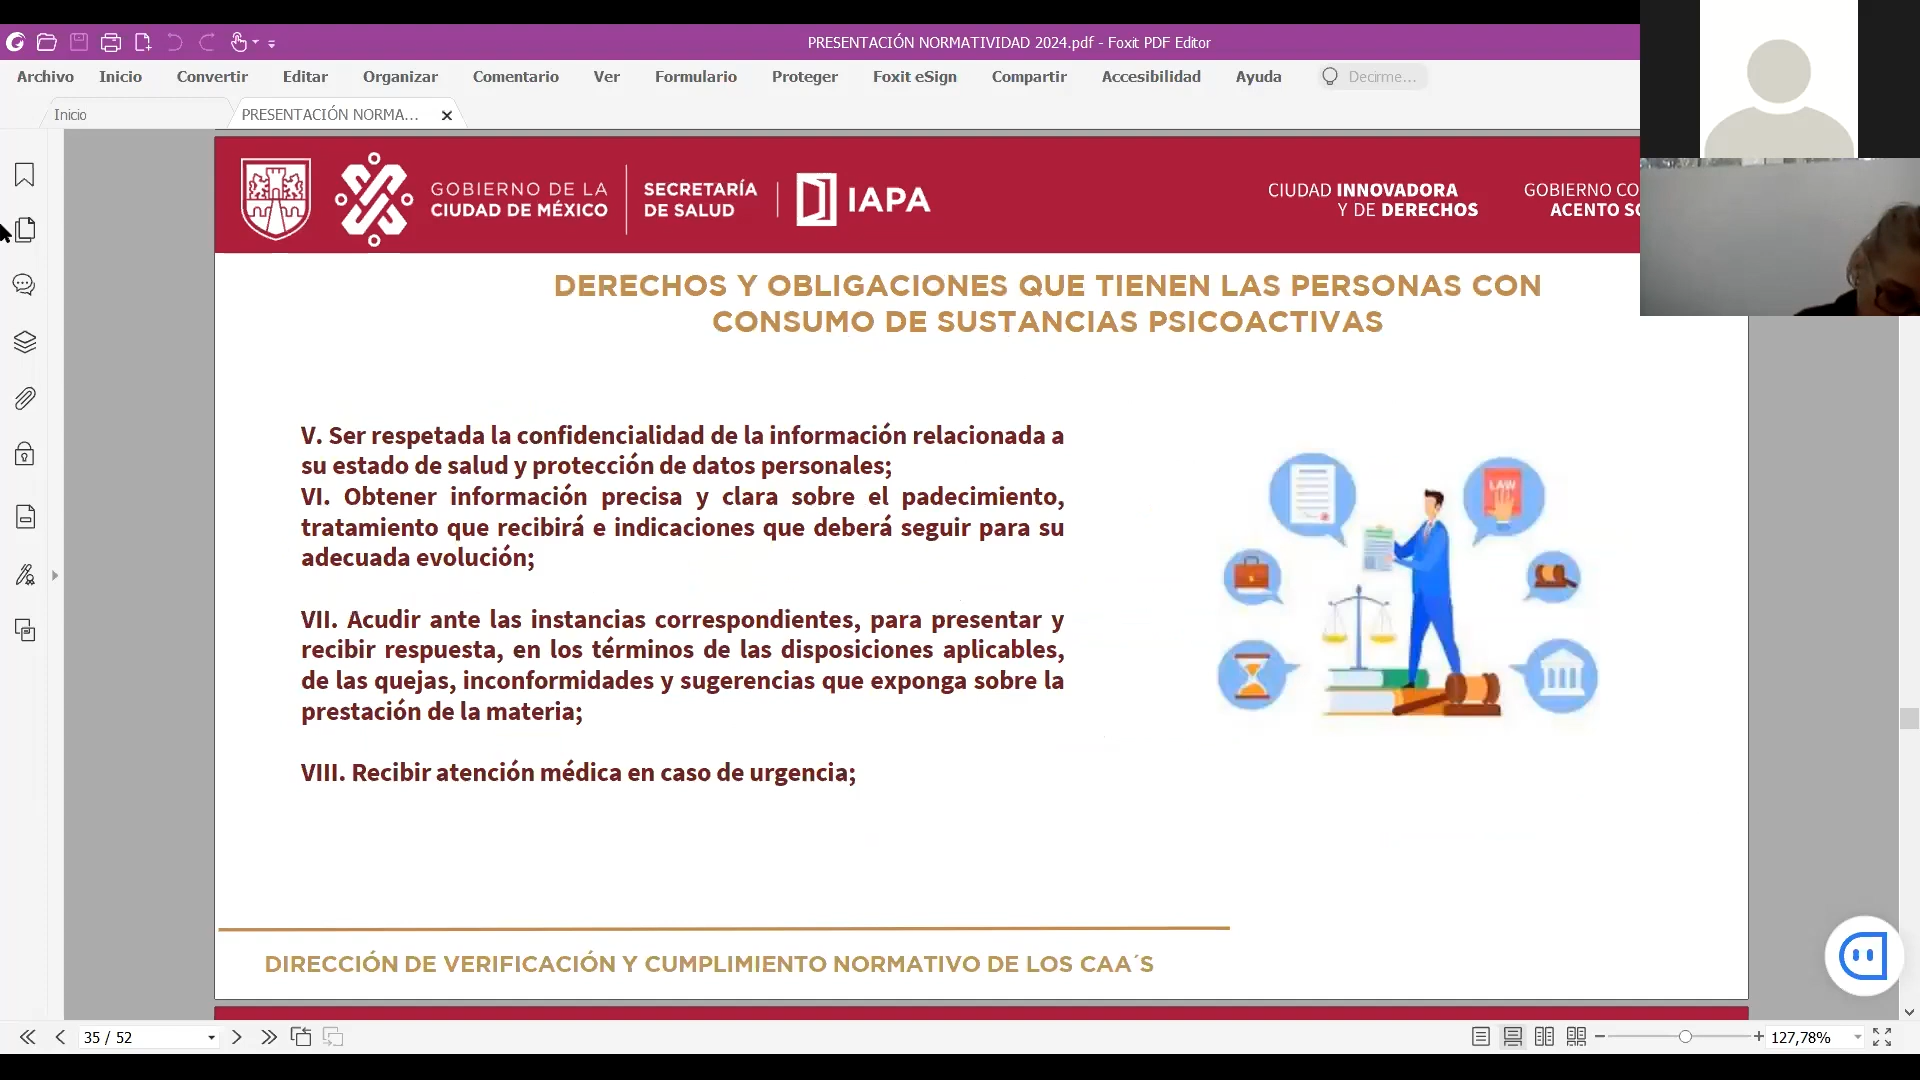 PRESENTACIÓN NORMATIVIDAD 2024.pdf - Foxit PDF Editor
Archivo Inicio Convertir Editar Organizar Comentario Ver Formulario Proteger Foxit eSign Compartir Accesibilidad Ayuda Decirme...
Inicio PRESENTACIÓN NORMA...
GOBIERNO DE LA
CIUDAD DE MÉXICO
SECRETARÍA
DE SALUD
IAPA
CIUDAD INNOVADORA
Y DE DERECHOS
GOBIERNO CO
ACENTO SO
DERECHOS Y OBLIGACIONES QUE TIENEN LAS PERSONAS CON
CONSUMO DE SUSTANCIAS PSICOACTIVAS
V. Ser respetada la confidencialidad de la información relacionada a
su estado de salud y protección de datos personales;
VI. Obtener información precisa y clara sobre el padecimiento,
tratamiento que recibirá e indicaciones que deberá seguir para su
adecuada evolución;
VII. Acudir ante las instancias correspondientes, para presentar y
recibir respuesta, en los términos de las disposiciones aplicables,
de las quejas, inconformidades y sugerencias que exponga sobre la
prestación de la materia;
VIII. Recibir atención médica en caso de urgencia;
LAW
DIRECCIÓN DE VERIFICACIÓN Y CUMPLIMIENTO NORMATIVO DE LOS CAA´S
35 / 52
127,78%